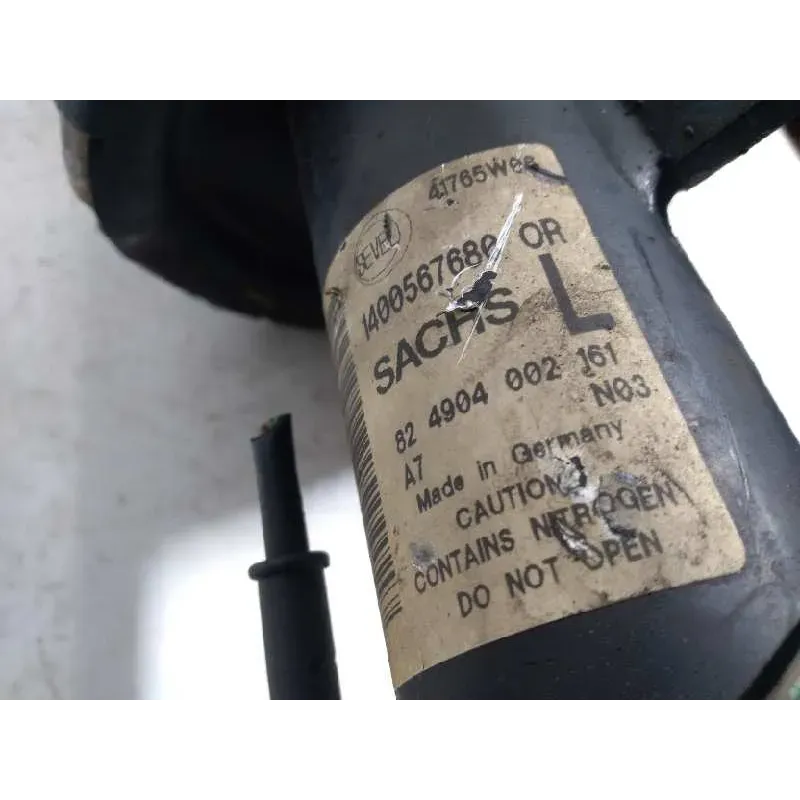 SEVEL
1400567680 OR
SACHS L
82 4904 002 161
A7 N03
Made in Germany
CAUTION
CONTAINS NITROGEN
DO NOT OPEN